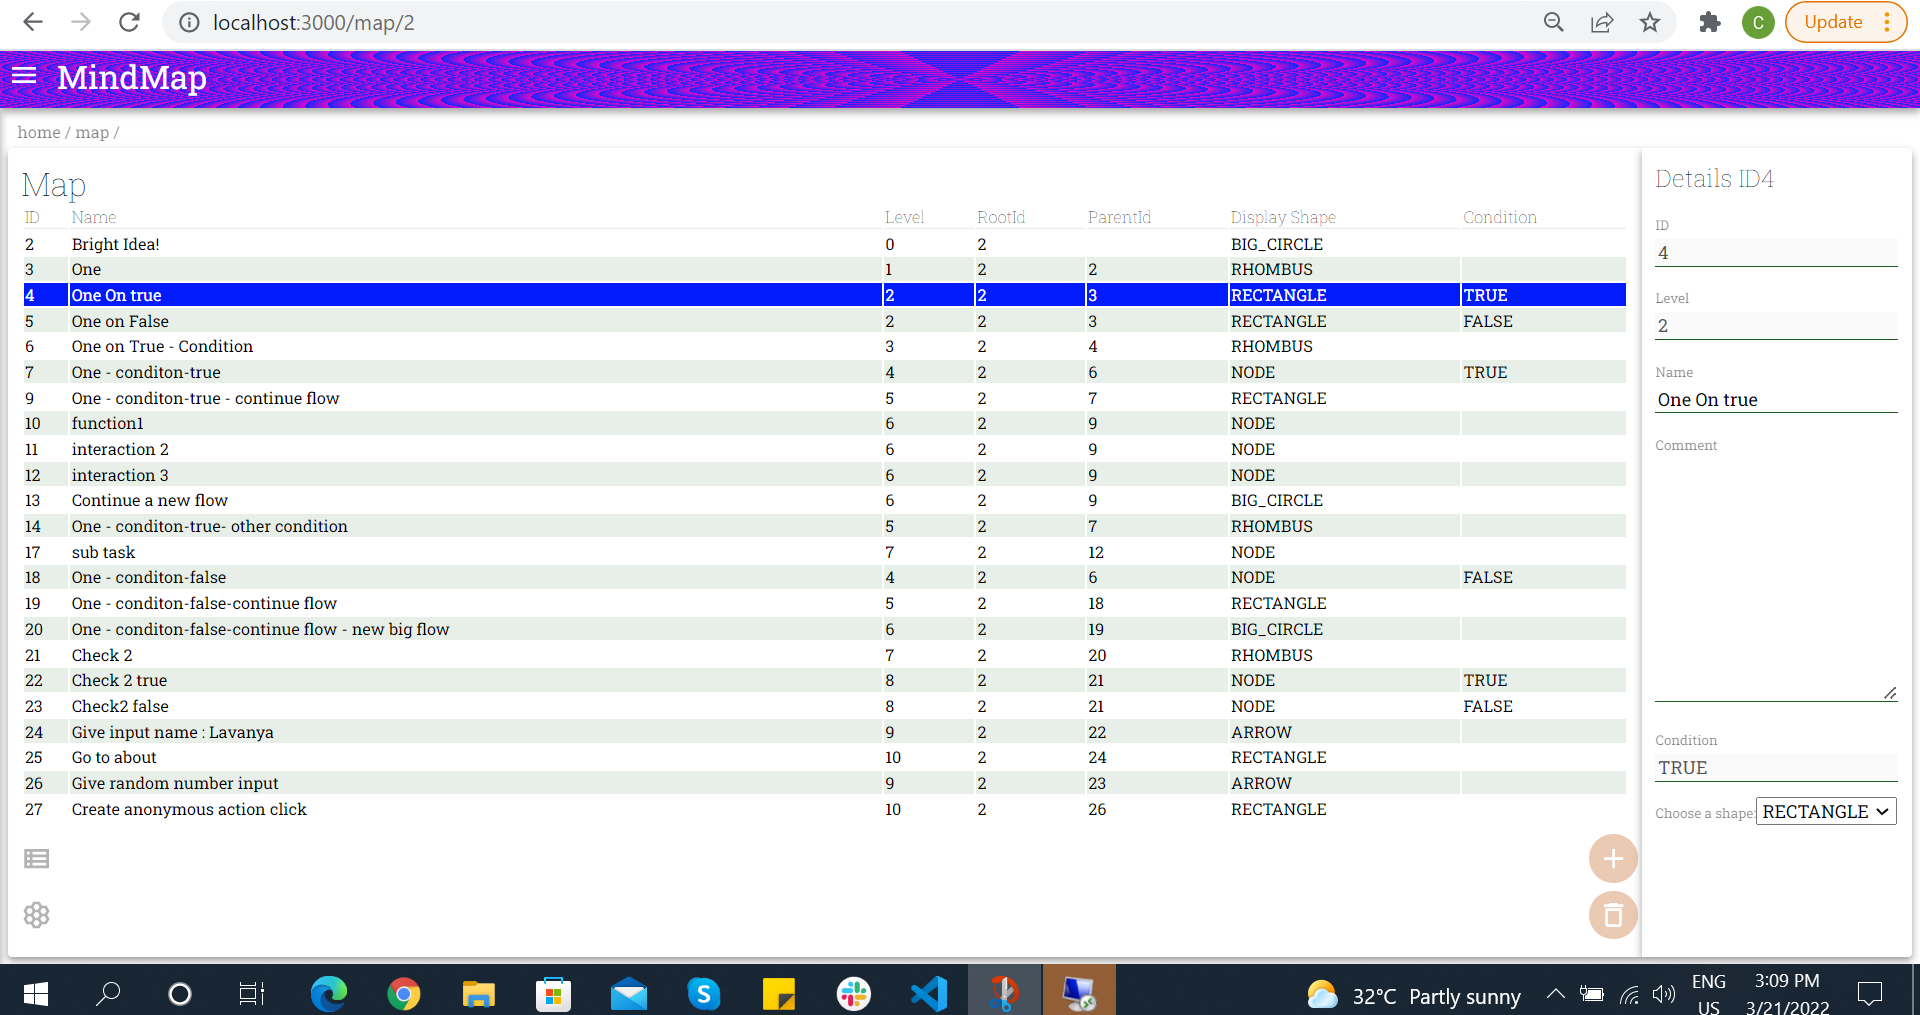 localhost:3000/map/2
C
Update
MindMap
home / map /
Map
ID Name Level RootId ParentId Display Shape Condition
2 Bright Idea! 0 2 BIG_CIRCLE
3 One 1 2 2 RHOMBUS
4 One On true 2 2 3 RECTANGLE TRUE
5 One on False 2 2 3 RECTANGLE FALSE
6 One on True - Condition 3 2 4 RHOMBUS
7 One - conditon-true 4 2 6 NODE TRUE
9 One - conditon-true - continue flow 5 2 7 RECTANGLE
10 function1 6 2 9 NODE
11 interaction 2 6 2 9 NODE
12 interaction 3 6 2 9 NODE
13 Continue a new flow 6 2 9 BIG_CIRCLE
14 One - conditon-true- other condition 5 2 7 RHOMBUS
17 sub task 7 2 12 NODE
18 One - conditon-false 4 2 6 NODE FALSE
19 One - conditon-false-continue flow 5 2 18 RECTANGLE
20 One - conditon-false-continue flow - new big flow 6 2 19 BIG_CIRCLE
21 Check 2 7 2 20 RHOMBUS
22 Check 2 true 8 2 21 NODE TRUE
23 Check2 false 8 2 21 NODE FALSE
24 Give input name : Lavanya 9 2 22 ARROW
25 Go to about 10 2 24 RECTANGLE
26 Give random number input 9 2 23 ARROW
27 Create anonymous action click 10 2 26 RECTANGLE
Details ID4
ID
4
Level
2
Name
One On true
Comment
Condition
TRUE
Choose a shape: RECTANGLE
S
32°C Partly sunny
ENG
US
3:09 PM
3/21/2022